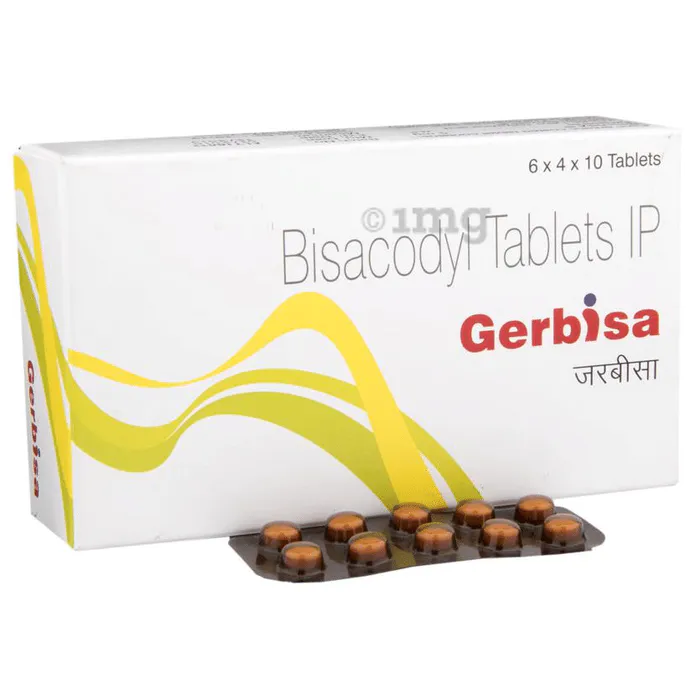 6 x 4 x 10 Tablets
©1mg
Bisacodyl Tablets IP
Gerbisa
जरबीसा
Gerbisa